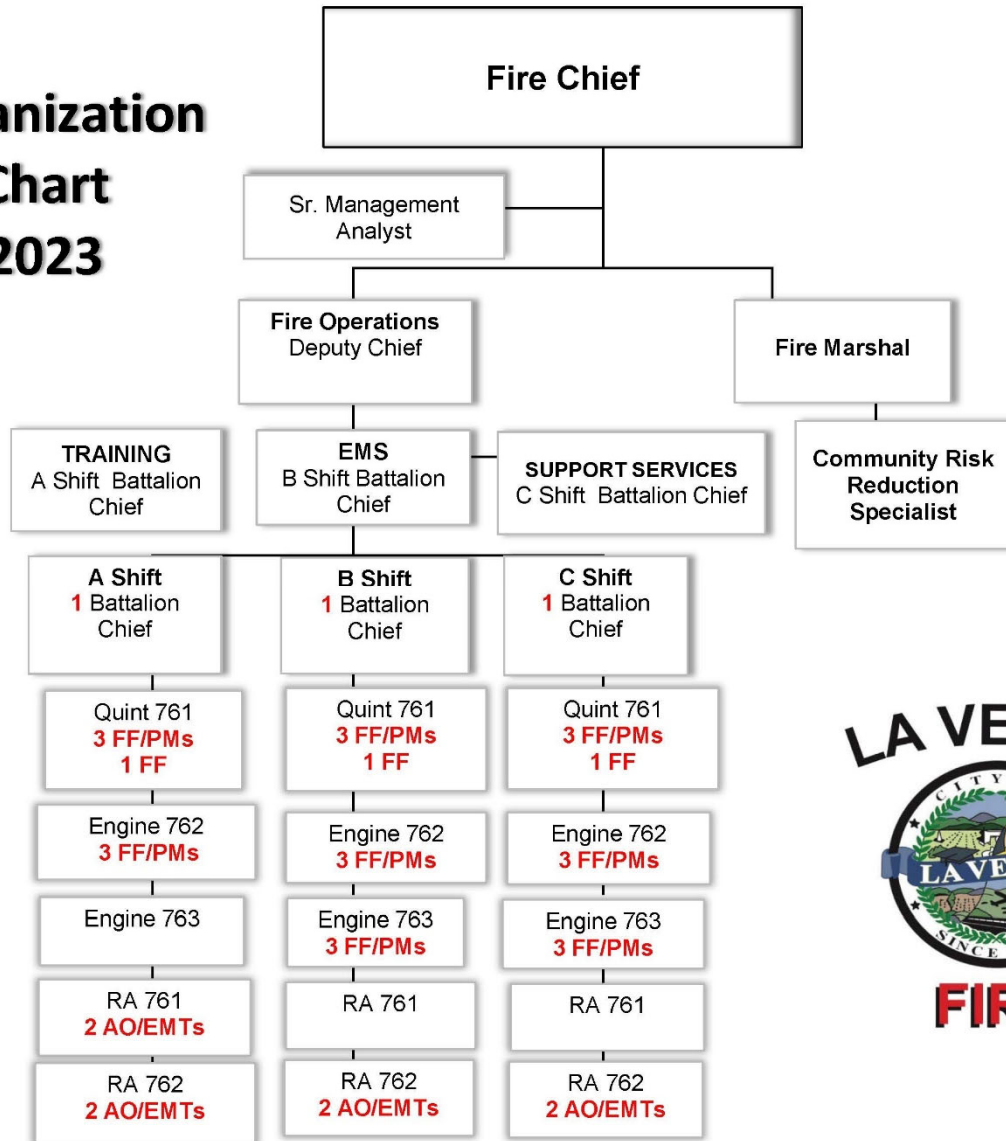 Fire Chief
anization
Chart
2023
Sr. Management
Analyst
Fire Operations
Deputy Chief
Fire Marshal
TRAINING
A Shift Battalion
Chief
EMS
B Shift Battalion
Chief
SUPPORT SERVICES
C Shift Battalion Chief
Community Risk
Reduction
Specialist
A Shift
1 Battalion
Chief
B Shift
1 Battalion
Chief
C Shift
1 Battalion
Chief
Quint 761
3 FF/PMs
1 FF
Quint 761
3 FF/PMs
1 FF
Quint 761
3 FF/PMs
1 FF
Engine 762
3 FF/PMs
Engine 762
3 FF/PMs
Engine 762
3 FF/PMs
Engine 763
Engine 763
3 FF/PMs
Engine 763
3 FF/PMs
RA 761
2 AO/EMTs
RA 761
RA 761
RA 762
2 AO/EMTs
RA 762
2 AO/EMTs
RA 762
2 AO/EMTs
LA VE
CITY
LA VE
SINCE
FIR